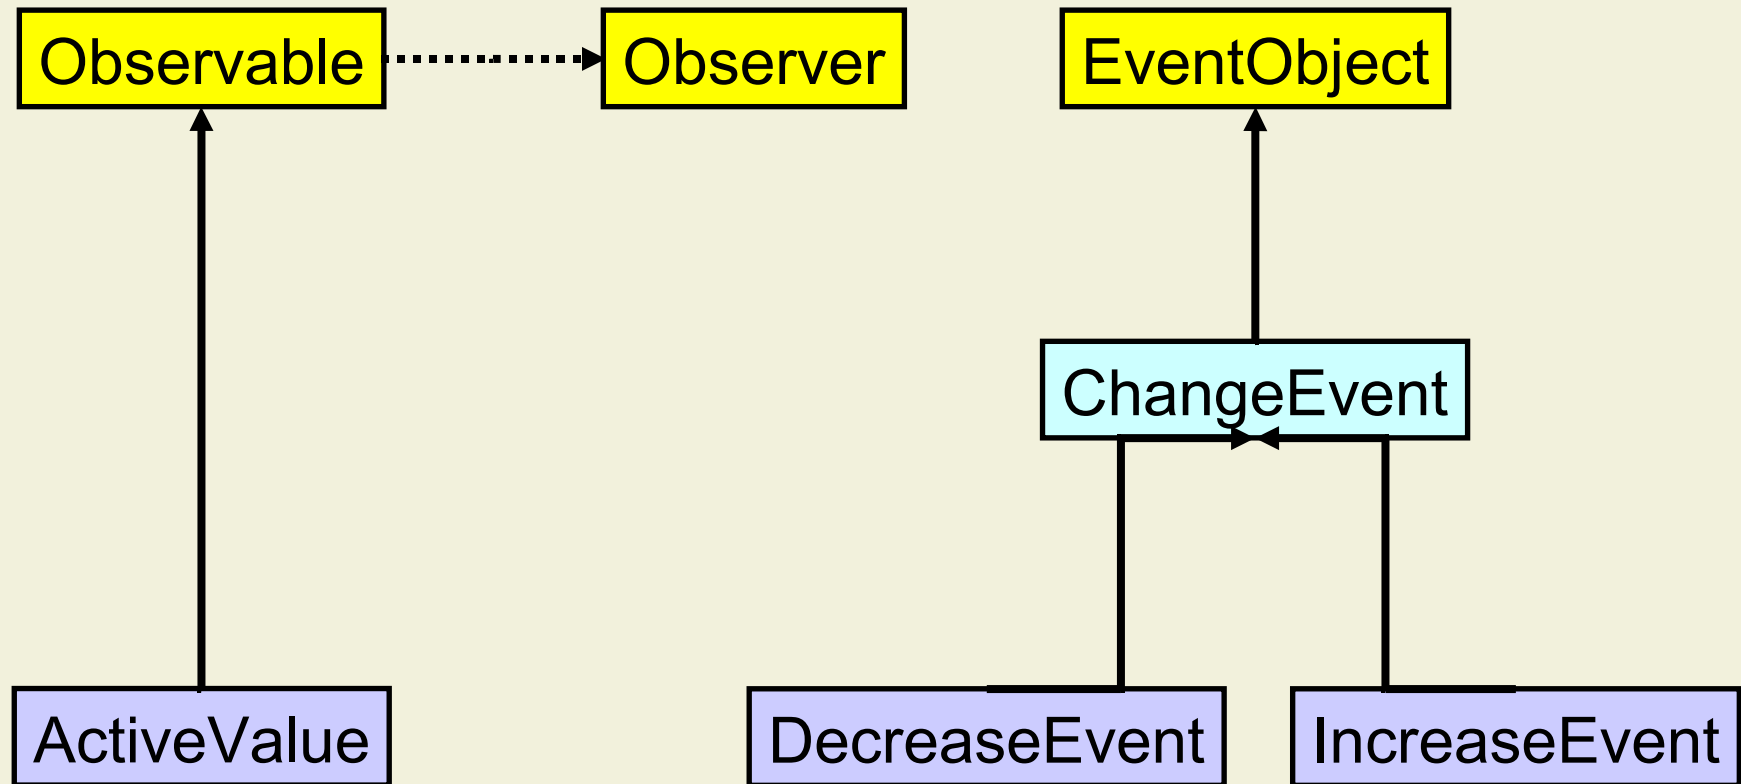 Observable
Observer
EventObject
ChangeEvent
ActiveValue
DecreaseEvent
IncreaseEvent